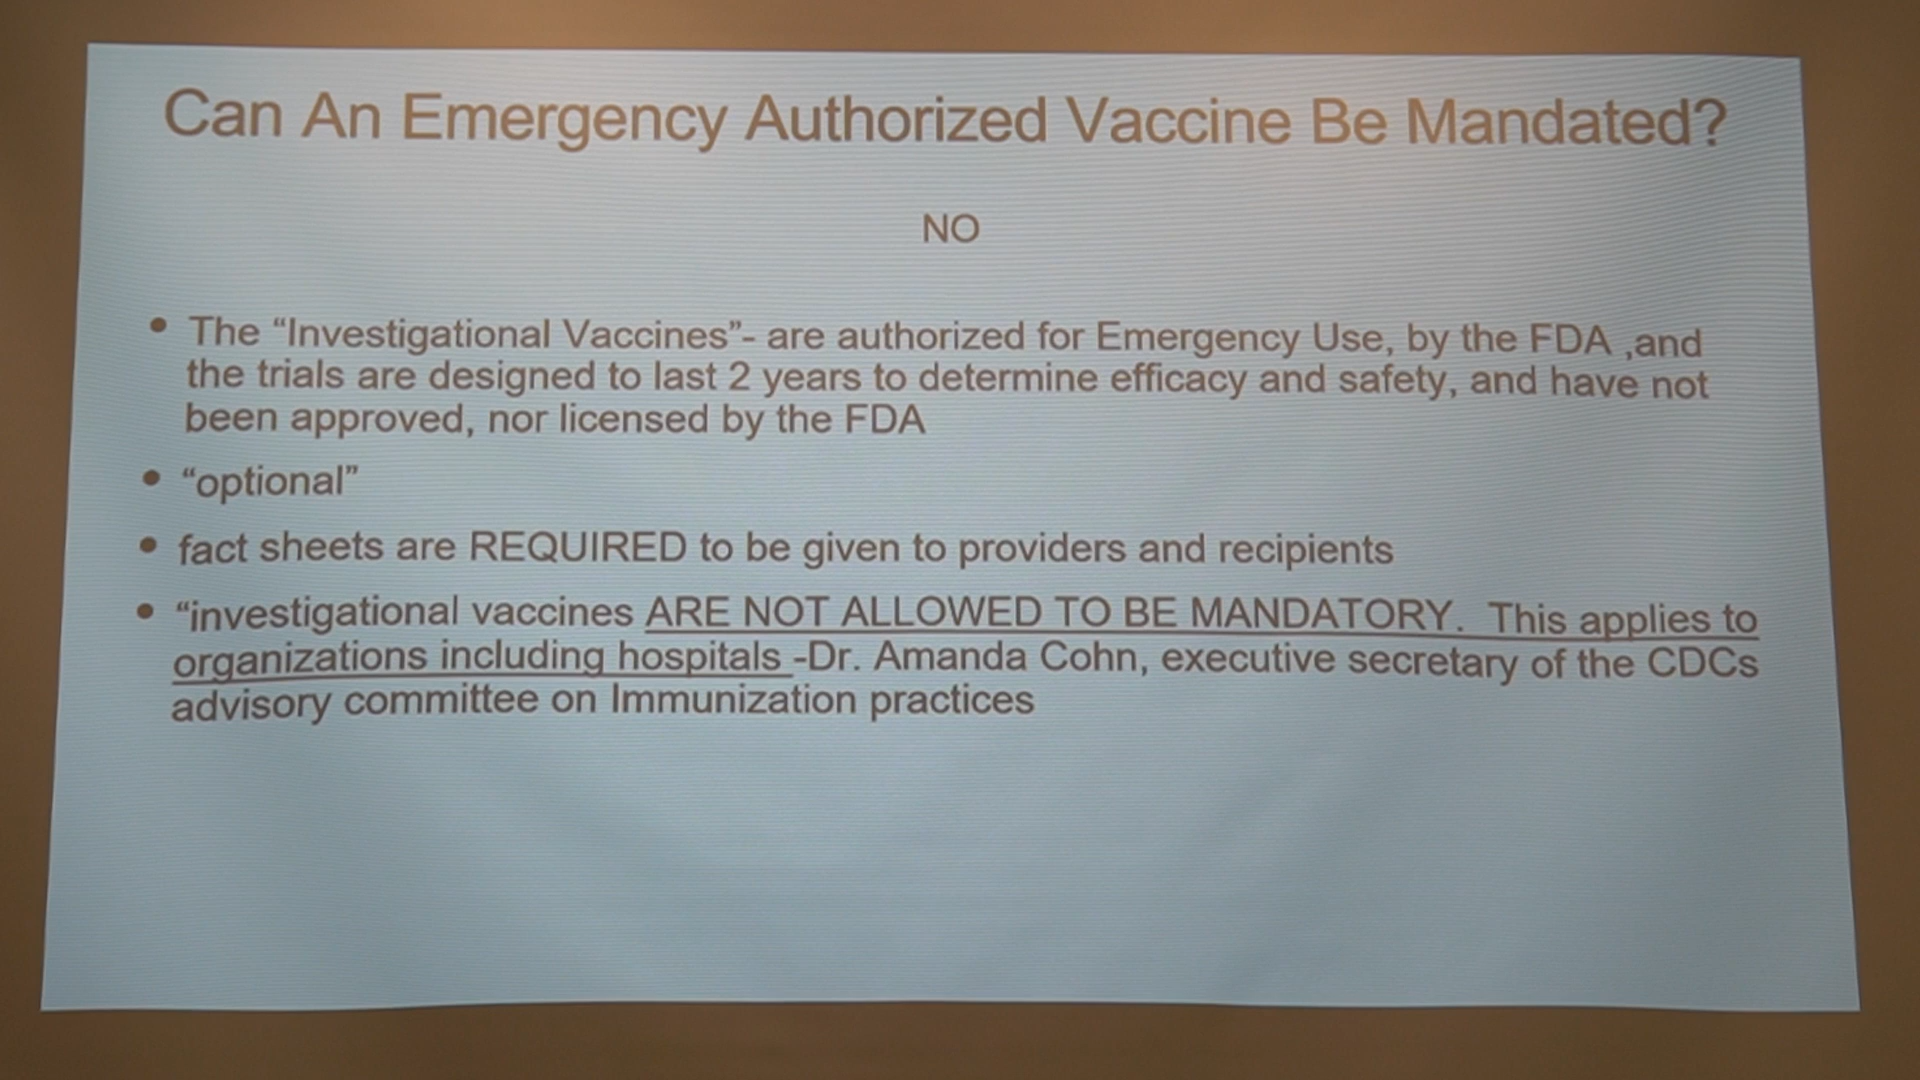 Can An Emergency Authorized Vaccine Be Mandated?
NO
• The “Investigational Vaccines”- are authorized for Emergency Use, by the FDA ,and
the trials are designed to last 2 years to determine efficacy and safety, and have not
been approved, nor licensed by the FDA
• “optional”
• fact sheets are REQUIRED to be given to providers and recipients
• “investigational vaccines ARE NOT ALLOWED TO BE MANDATORY.  This applies to
organizations including hospitals -Dr. Amanda Cohn, executive secretary of the CDCs
advisory committee on Immunization practices